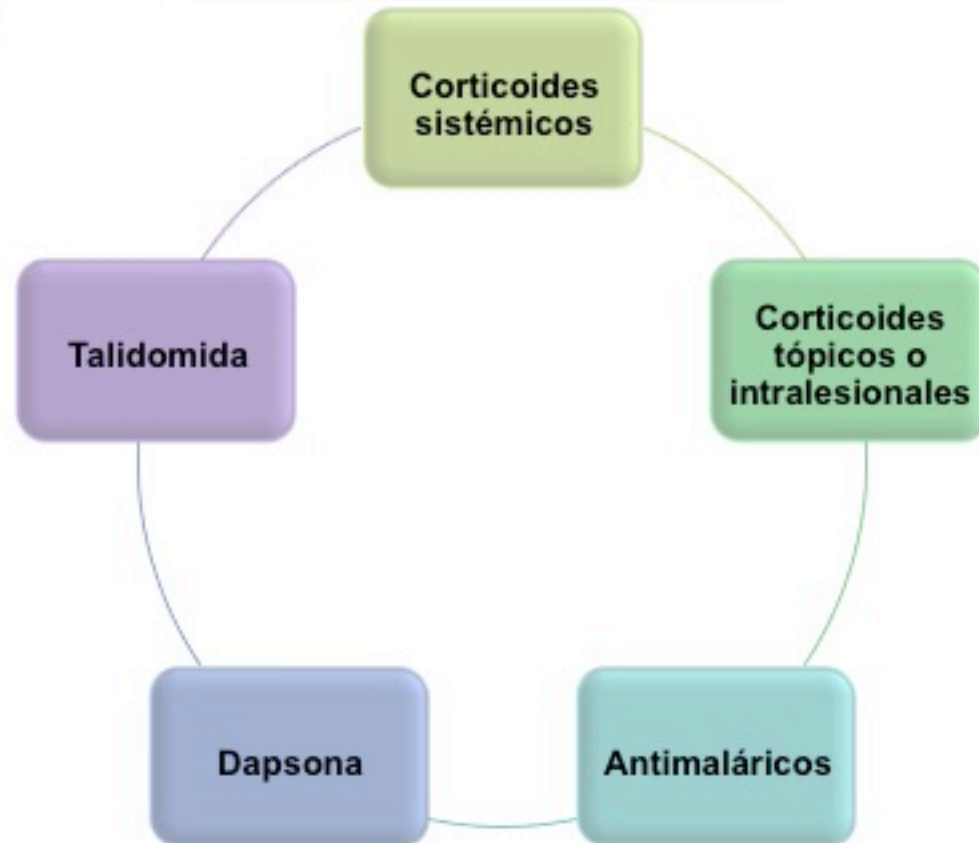 Corticoides
sistémicos
Corticoides
tópicos o
intralesionales
Antimaláricos
Dapsona
Talidomida